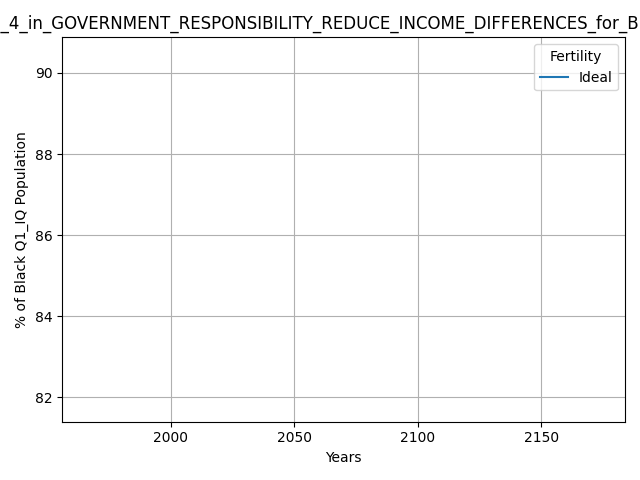 _4_in_GOVERNMENT_RESPONSIBILITY_REDUCE_INCOME_DIFFERENCES_for_B
Fertility
Ideal
90
88
86
84
82
% of Black Q1_IQ Population
2000 2050 2100 2150
Years